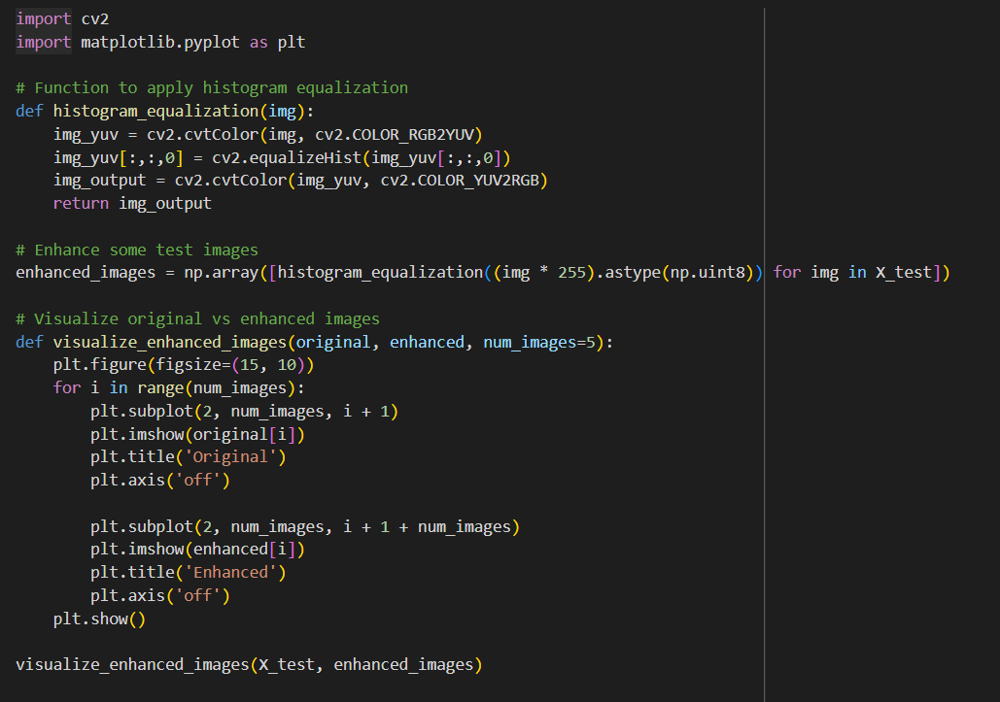 import cv2
import matplotlib.pyplot as plt

# Function to apply histogram equalization
def histogram_equalization(img):
    img_yuv = cv2.cvtColor(img, cv2.COLOR_RGB2YUV)
    img_yuv[:,:,0] = cv2.equalizeHist(img_yuv[:,:,0])
    img_output = cv2.cvtColor(img_yuv, cv2.COLOR_YUV2RGB)
    return img_output

# Enhance some test images
enhanced_images = np.array([histogram_equalization((img * 255).astype(np.uint8)) for img in X_test])

# Visualize original vs enhanced images
def visualize_enhanced_images(original, enhanced, num_images=5):
    plt.figure(figsize=(15, 10))
    for i in range(num_images):
        plt.subplot(2, num_images, i + 1)
        plt.imshow(original[i])
        plt.title('Original')
        plt.axis('off')

        plt.subplot(2, num_images, i + 1 + num_images)
        plt.imshow(enhanced[i])
        plt.title('Enhanced')
        plt.axis('off')
    plt.show()

visualize_enhanced_images(X_test, enhanced_images)